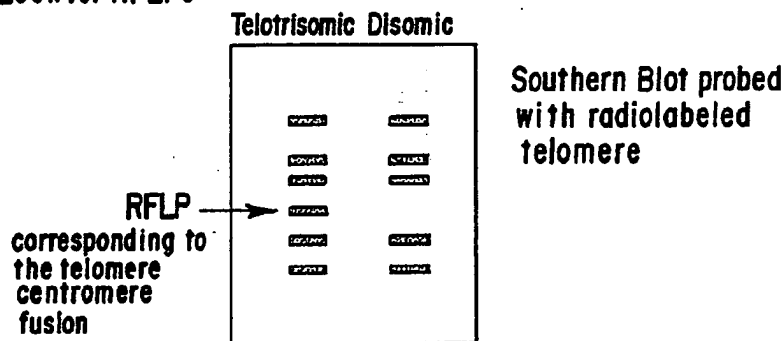 Telotrisomic Disomic
Southern Blot probed
with radiolabeled
telomere
RFLP
corresponding to
the telomere
centromere
fusion